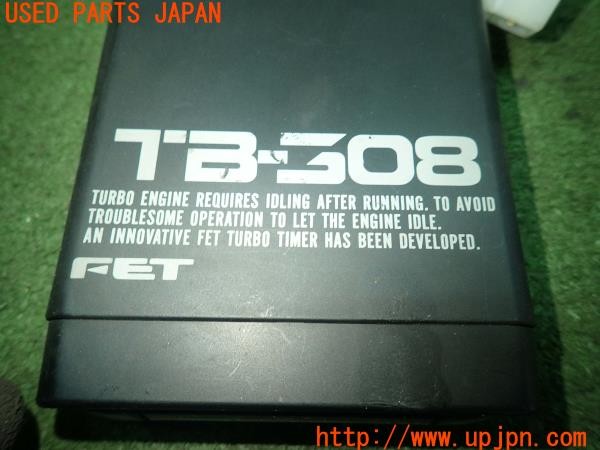 USED PARTS JAPAN
TB-308
TURBO ENGINE REQUIRES IDLING AFTER RUNNING. TO AVOID
TROUBLESOME OPERATION TO LET THE ENGINE IDLE.
AN INNOVATIVE FET TURBO TIMER HAS BEEN DEVELOPED.
FET
http://www.upjpn.com